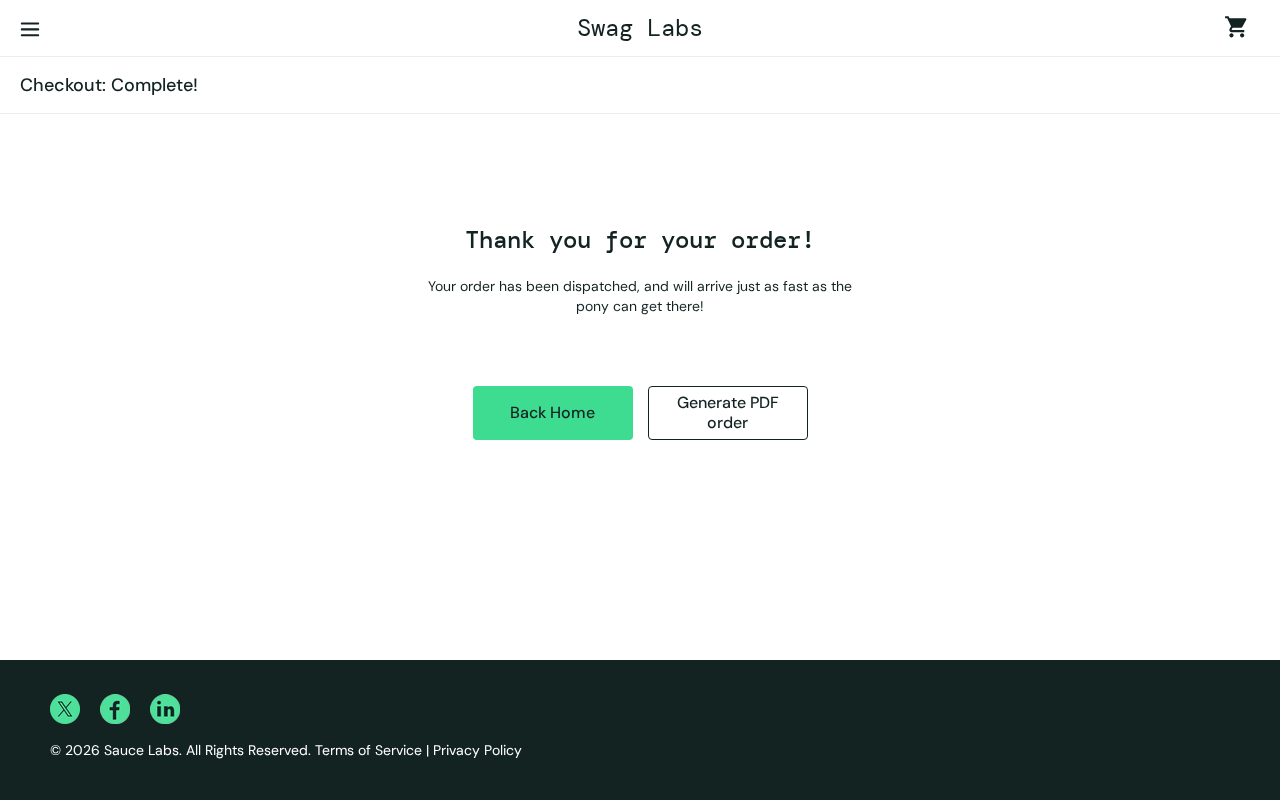 Swag Labs
Checkout: Complete!
Thank you for your order!
Your order has been dispatched, and will arrive just as fast as the
pony can get there!
Back Home
Generate PDF
order
© 2026 Sauce Labs. All Rights Reserved. Terms of Service | Privacy Policy